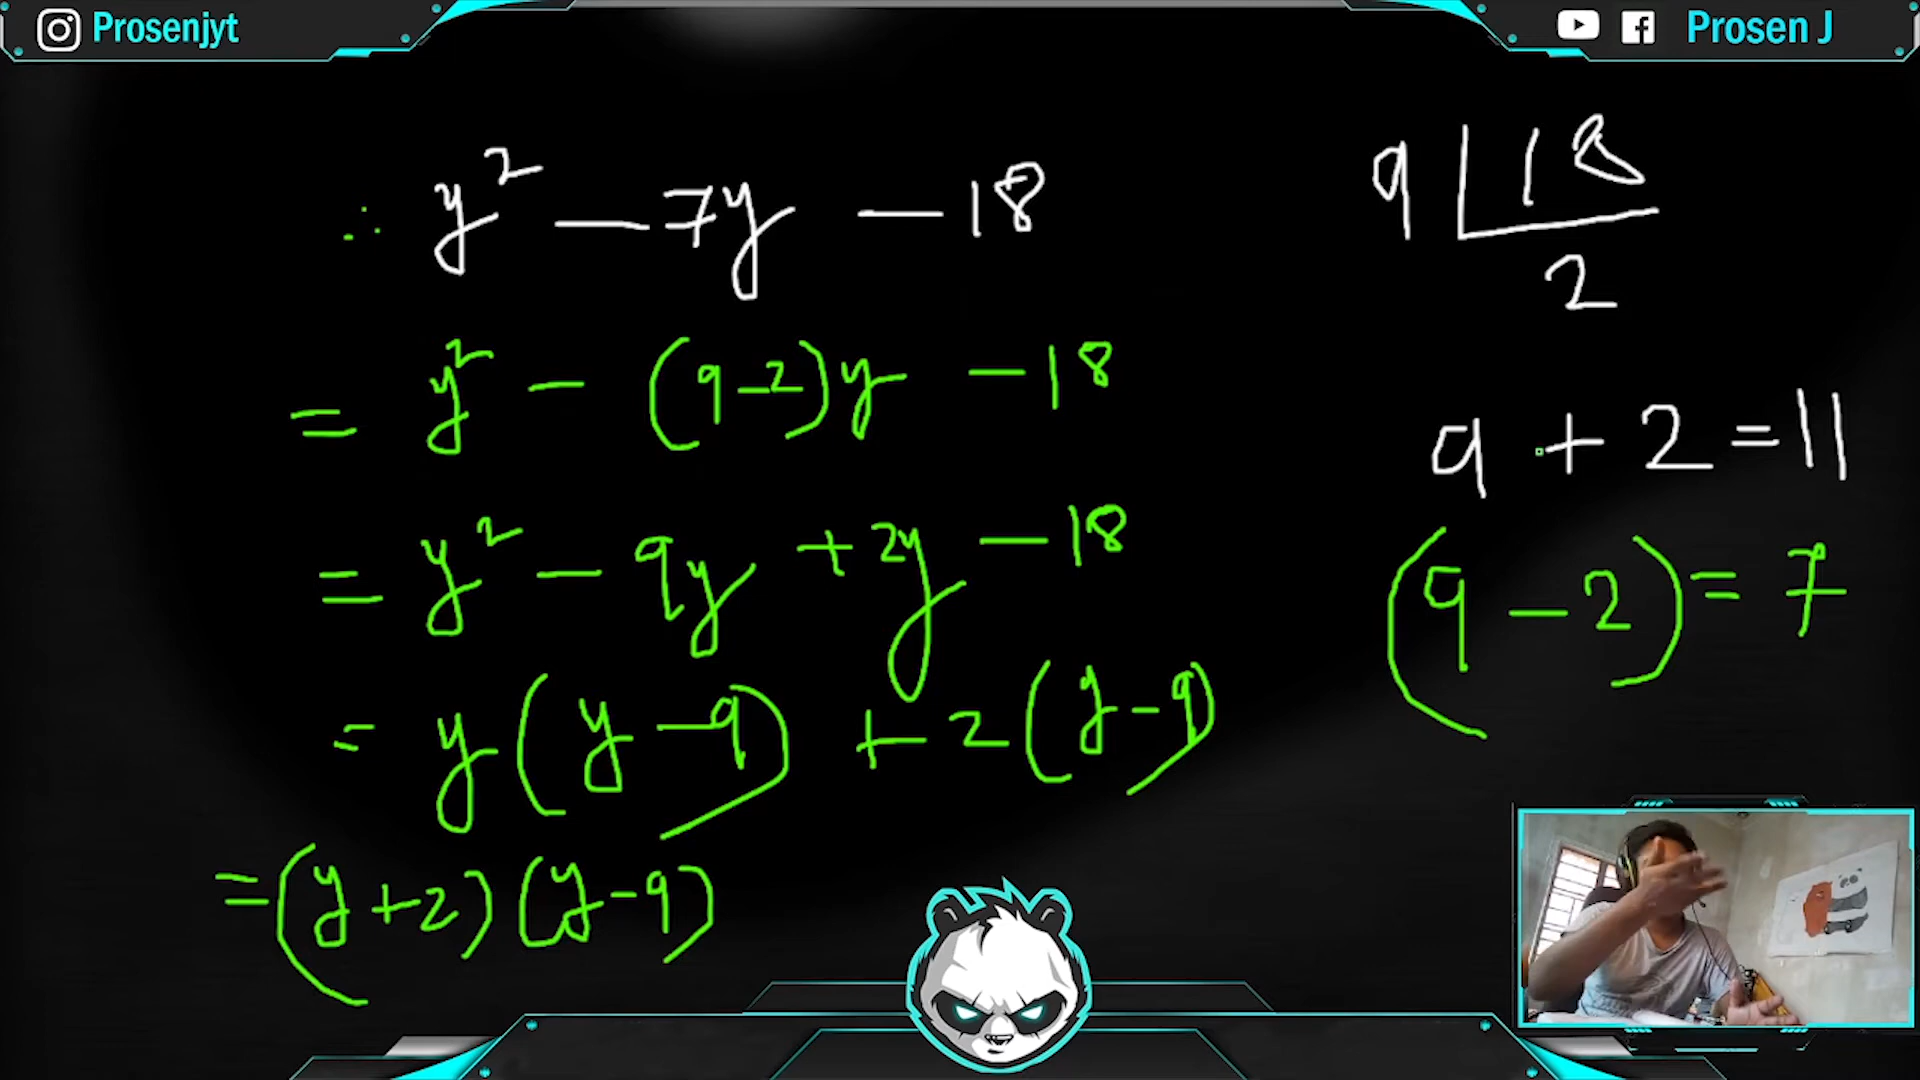 Prosenjyt
Prosen J
∴ y² - 7y - 18
= y² - (9-2)y - 18
= y² - 9y + 2y - 18
= y(y-9) + 2(y-9)
= (y+2)(y-9)
9 | 18
2
9 + 2 = 11
(9 - 2) = 7